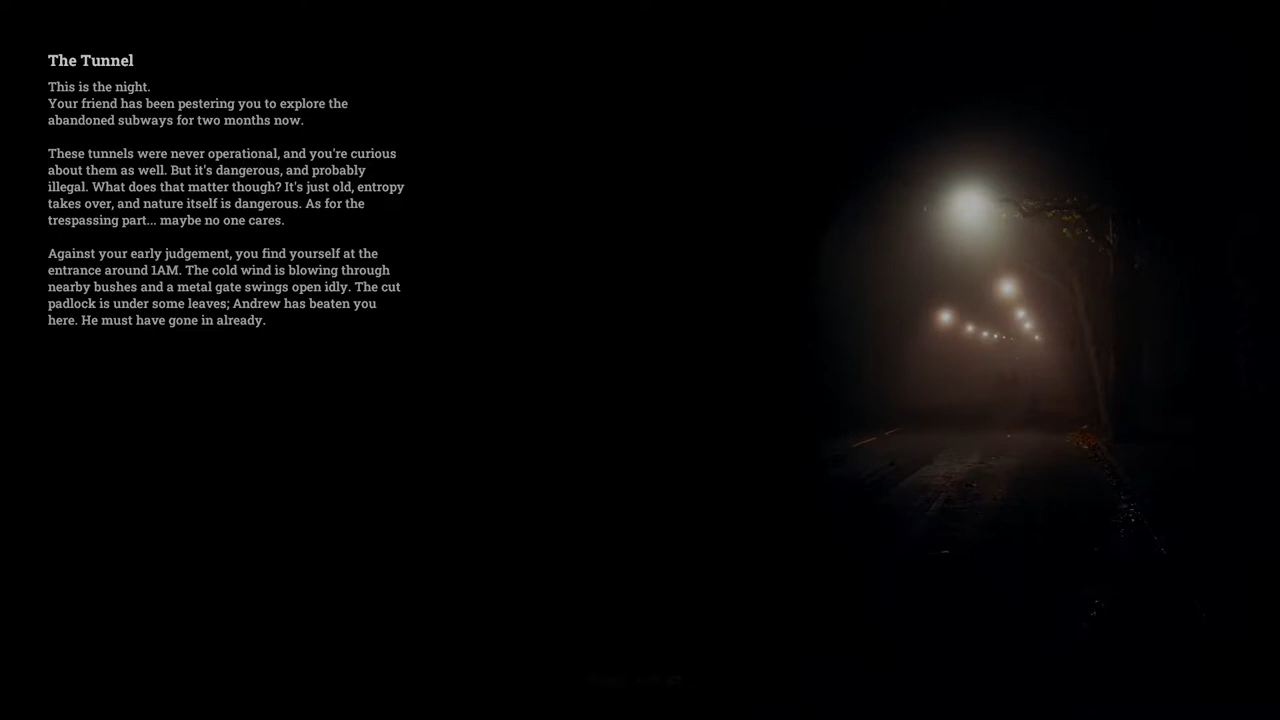 The Tunnel
This is the night.
Your friend has been pestering you to explore the
abandoned subways for two months now.
These tunnels were never operational, and you're curious
about them as well. But it's dangerous, and probably
illegal. What does that matter though? It's just old, entropy
takes over, and nature itself is dangerous. As for the
trespassing part... maybe no one cares.
Against your early judgement, you find yourself at the
entrance around 1AM. The cold wind is blowing through
nearby bushes and a metal gate swings open idly. The cut
padlock is under some leaves; Andrew has beaten you
here. He must have gone in already.